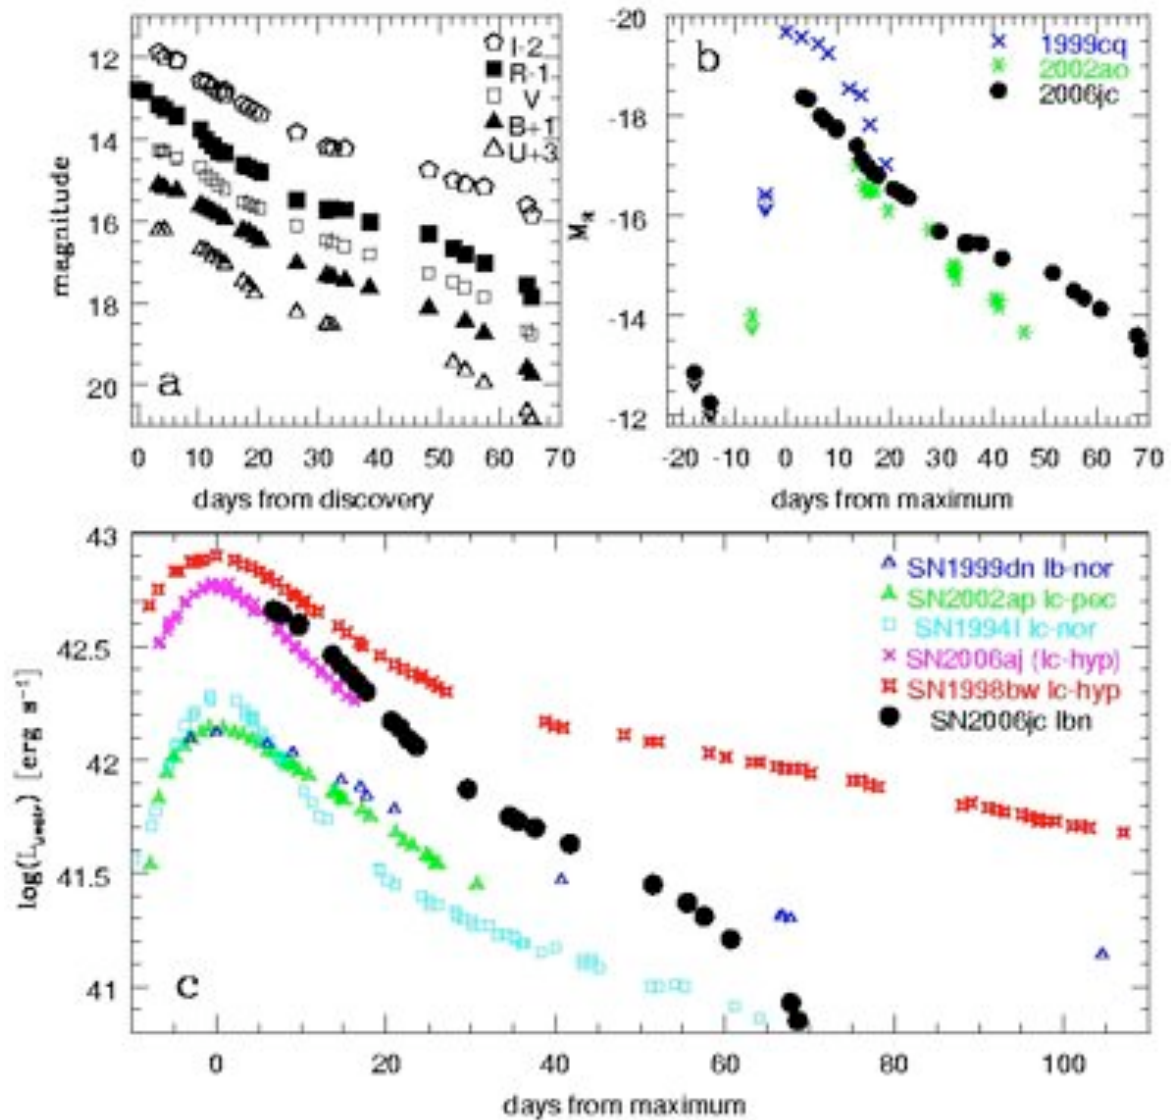 a
magnitude
12
14
16
18
20
0 10 20 30 40 50 60 70
days from discovery
I-2
R-1
V
B+1
U+3
b
-20
-18
-16
-14
-12
-20 -10 0 10 20 30 40 50 60 70
days from maximum
1999cq
2002ao
2006jc
c
43
42.5
42
41.5
41
0 20 40 60 80 100
days from maximum
SN1999dn Ib-nor
SN2002ap Ic-pec
SN1994I Ic-nor
SN2006aj (Ic-hyp)
SN1998bw Ic-hyp
SN2006jc Ibn